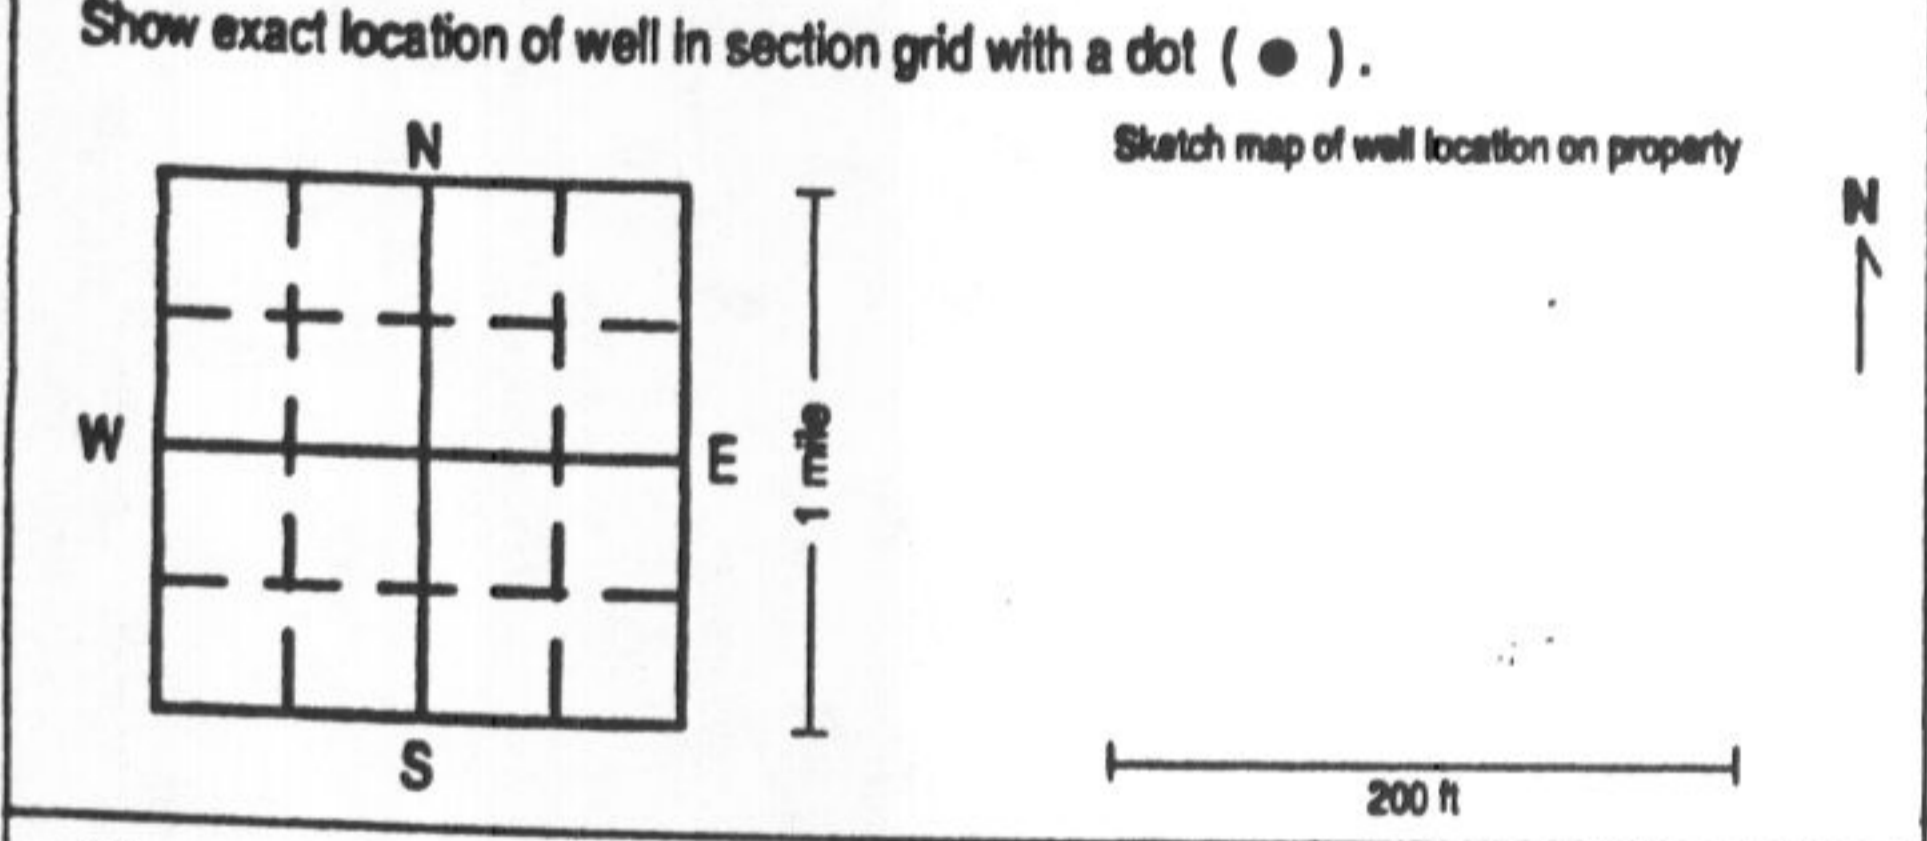 Show exact location of well in section grid with a dot ( ● ) .
Sketch map of well location on property
N
N
W
E
1 mile
S
200 ft